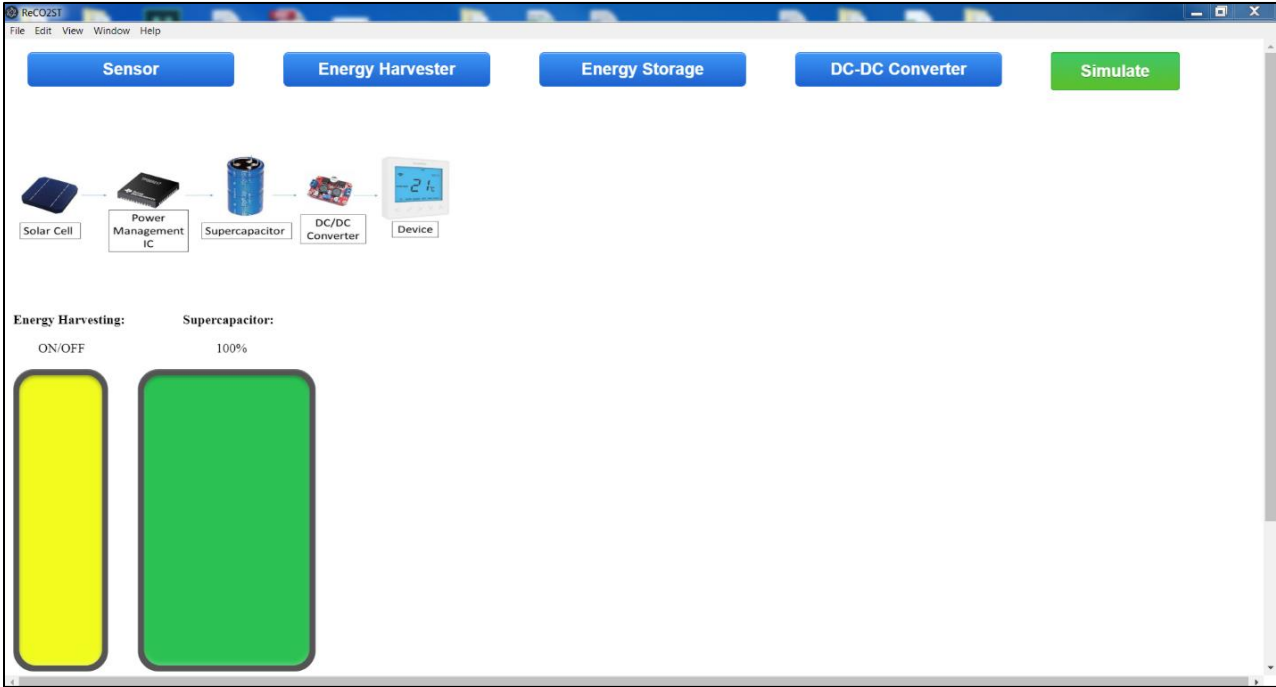 ReCO2ST
File Edit View Window Help
Sensor
Energy Harvester
Energy Storage
DC-DC Converter
Simulate
Solar Cell
Power
Management
IC
Supercapacitor
DC/DC
Converter
21
Device
Energy Harvesting:
Supercapacitor:
ON/OFF
100%